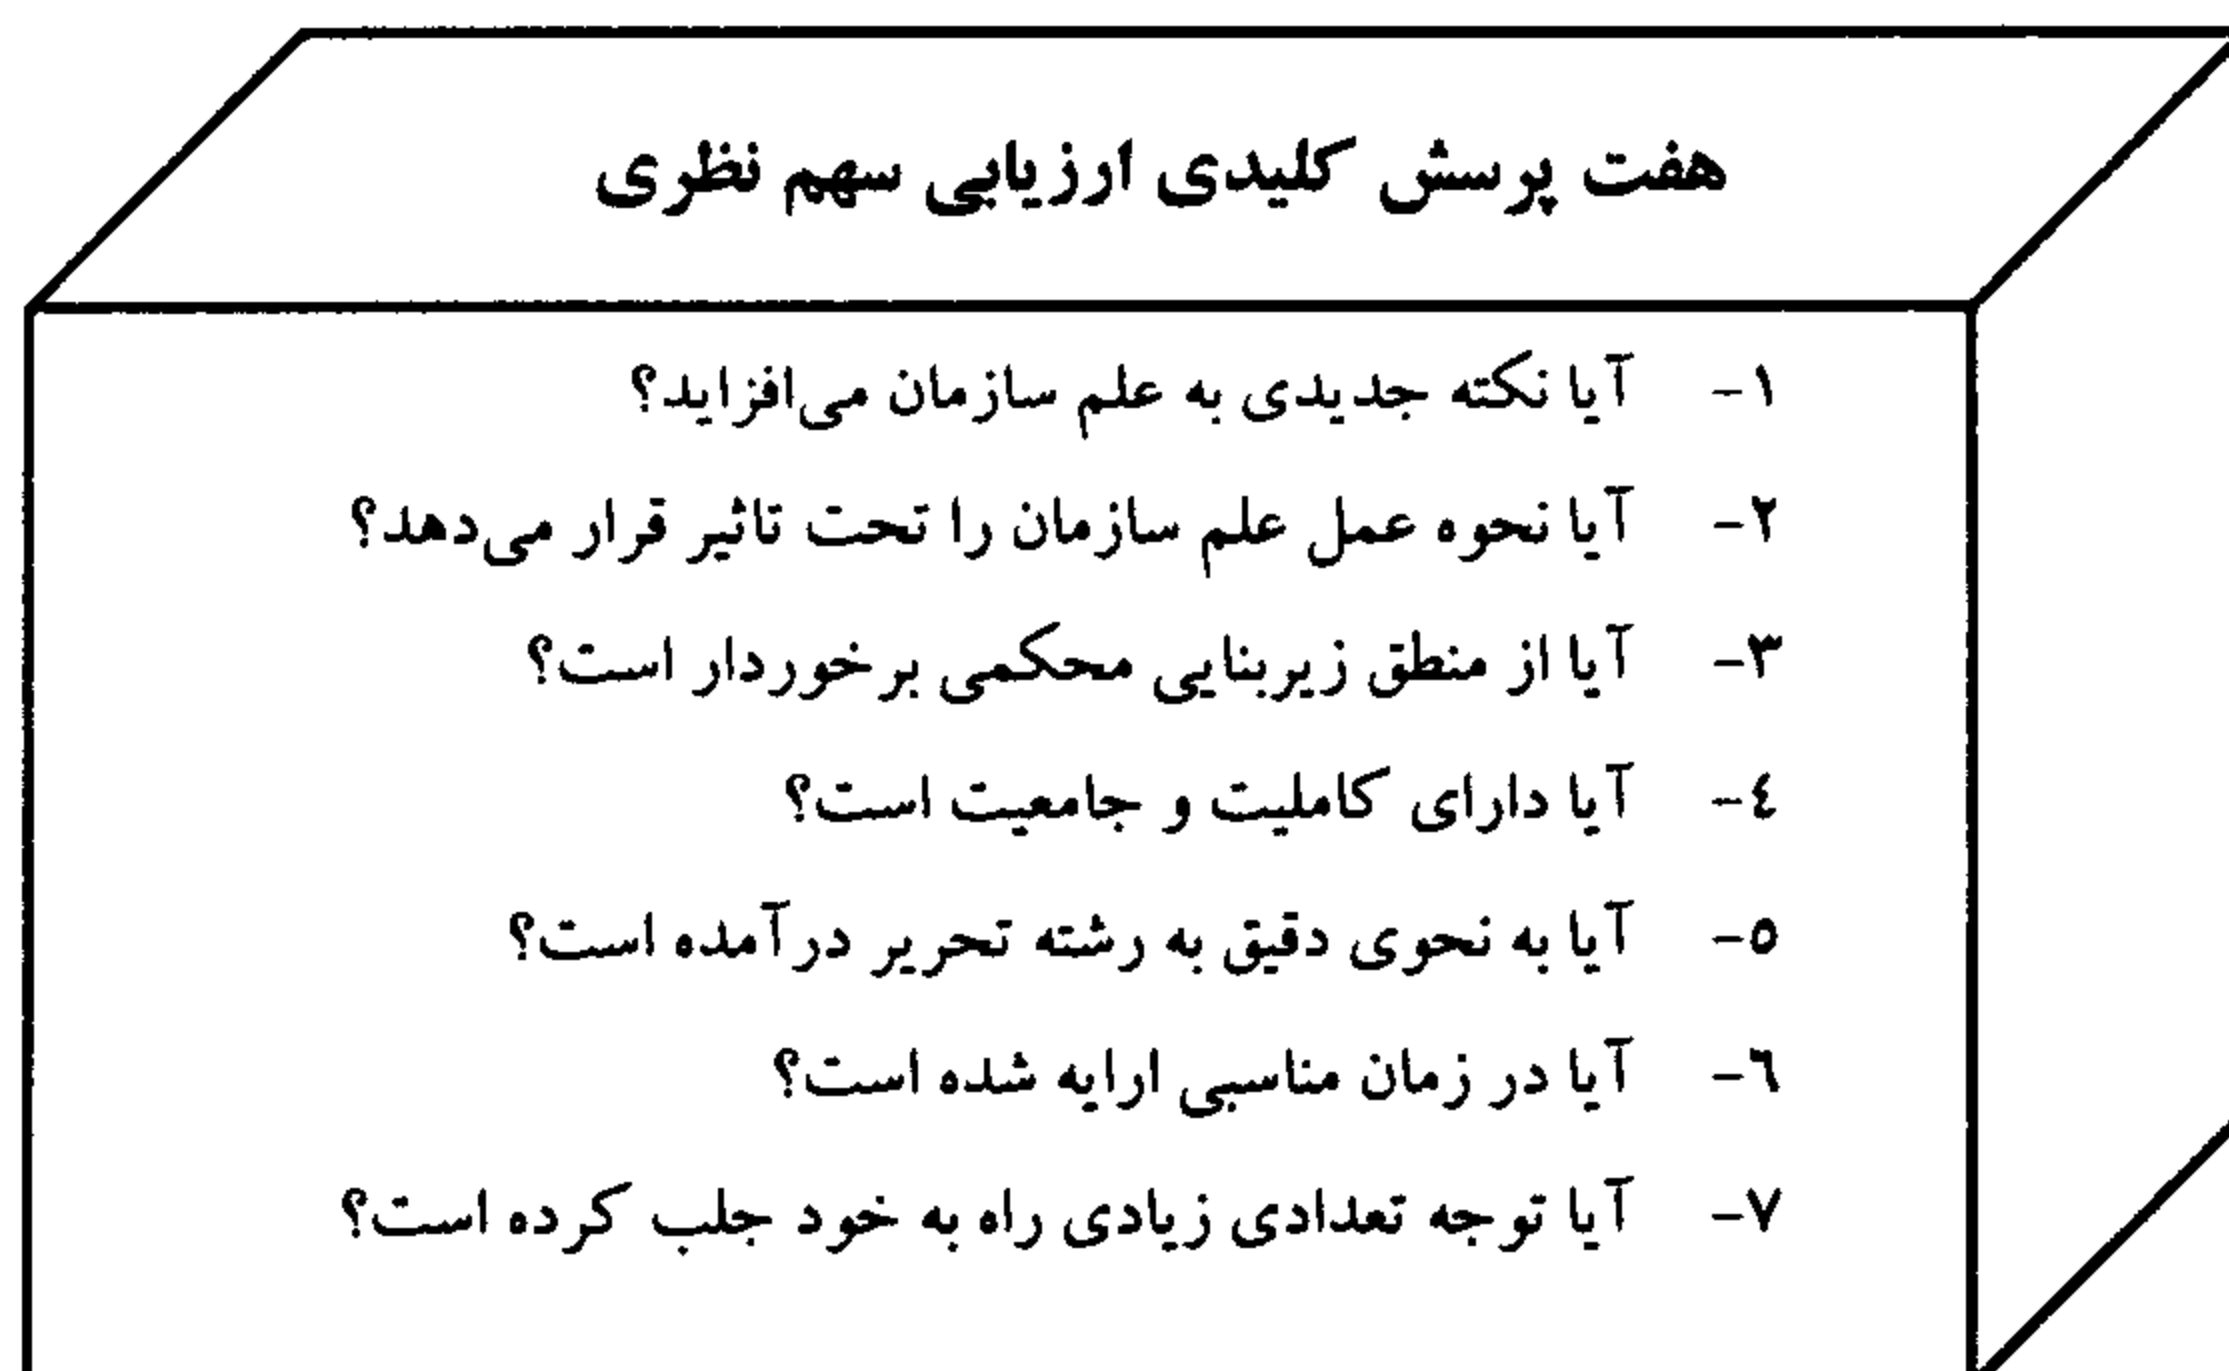 هفت پرسش کلیدی ارزیابی سهم نظری
۱- آیا نکته جدیدی به علم سازمان می‌افزاید؟
۲- آیا نحوه عمل علم سازمان را تحت تاثیر قرار می‌دهد؟
۳- آیا از منطق زیربنایی محکمی برخوردار است؟
٤- آیا دارای کاملیت و جامعیت است؟
٥- آیا به نحوی دقیق به رشته تحریر درآمده است؟
٦- آیا در زمان مناسبی ارایه شده است؟
۷- آیا توجه تعدادی زیادی راه به خود جلب کرده است؟